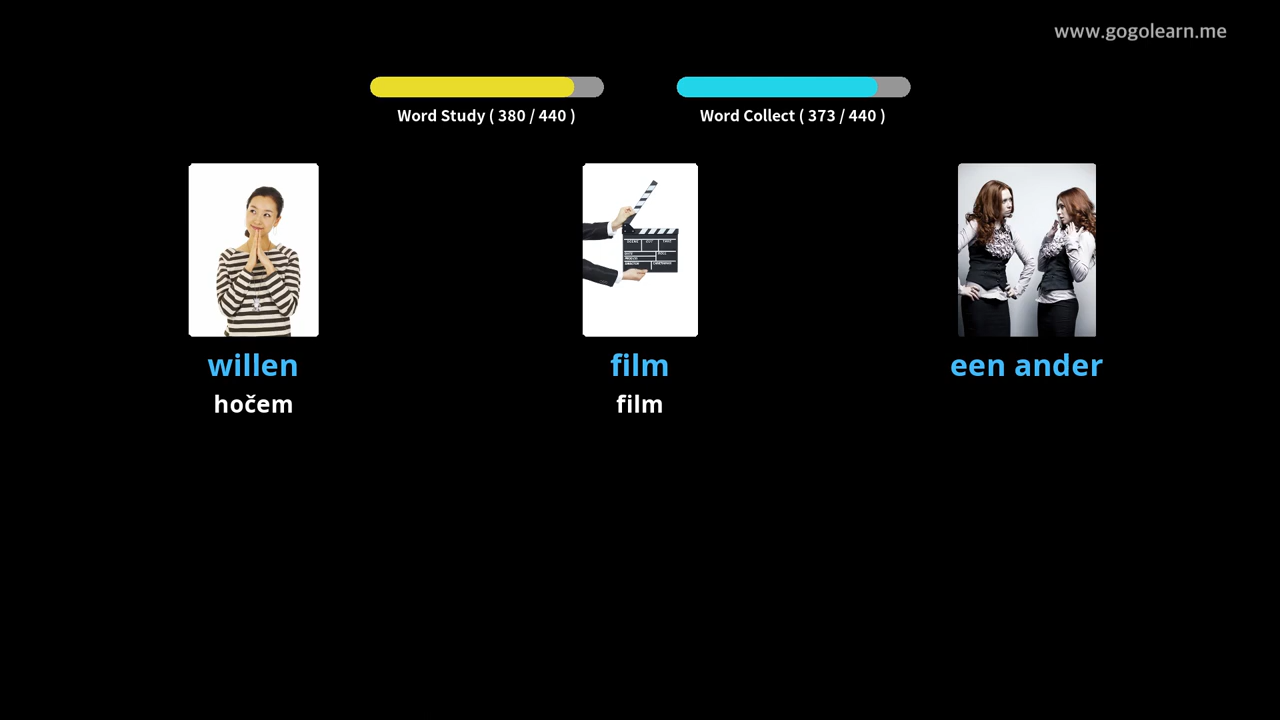 www.gogolearn.me
Word Study ( 380 / 440 )
Word Collect ( 373 / 440 )
willen
film
een ander
hočem
film